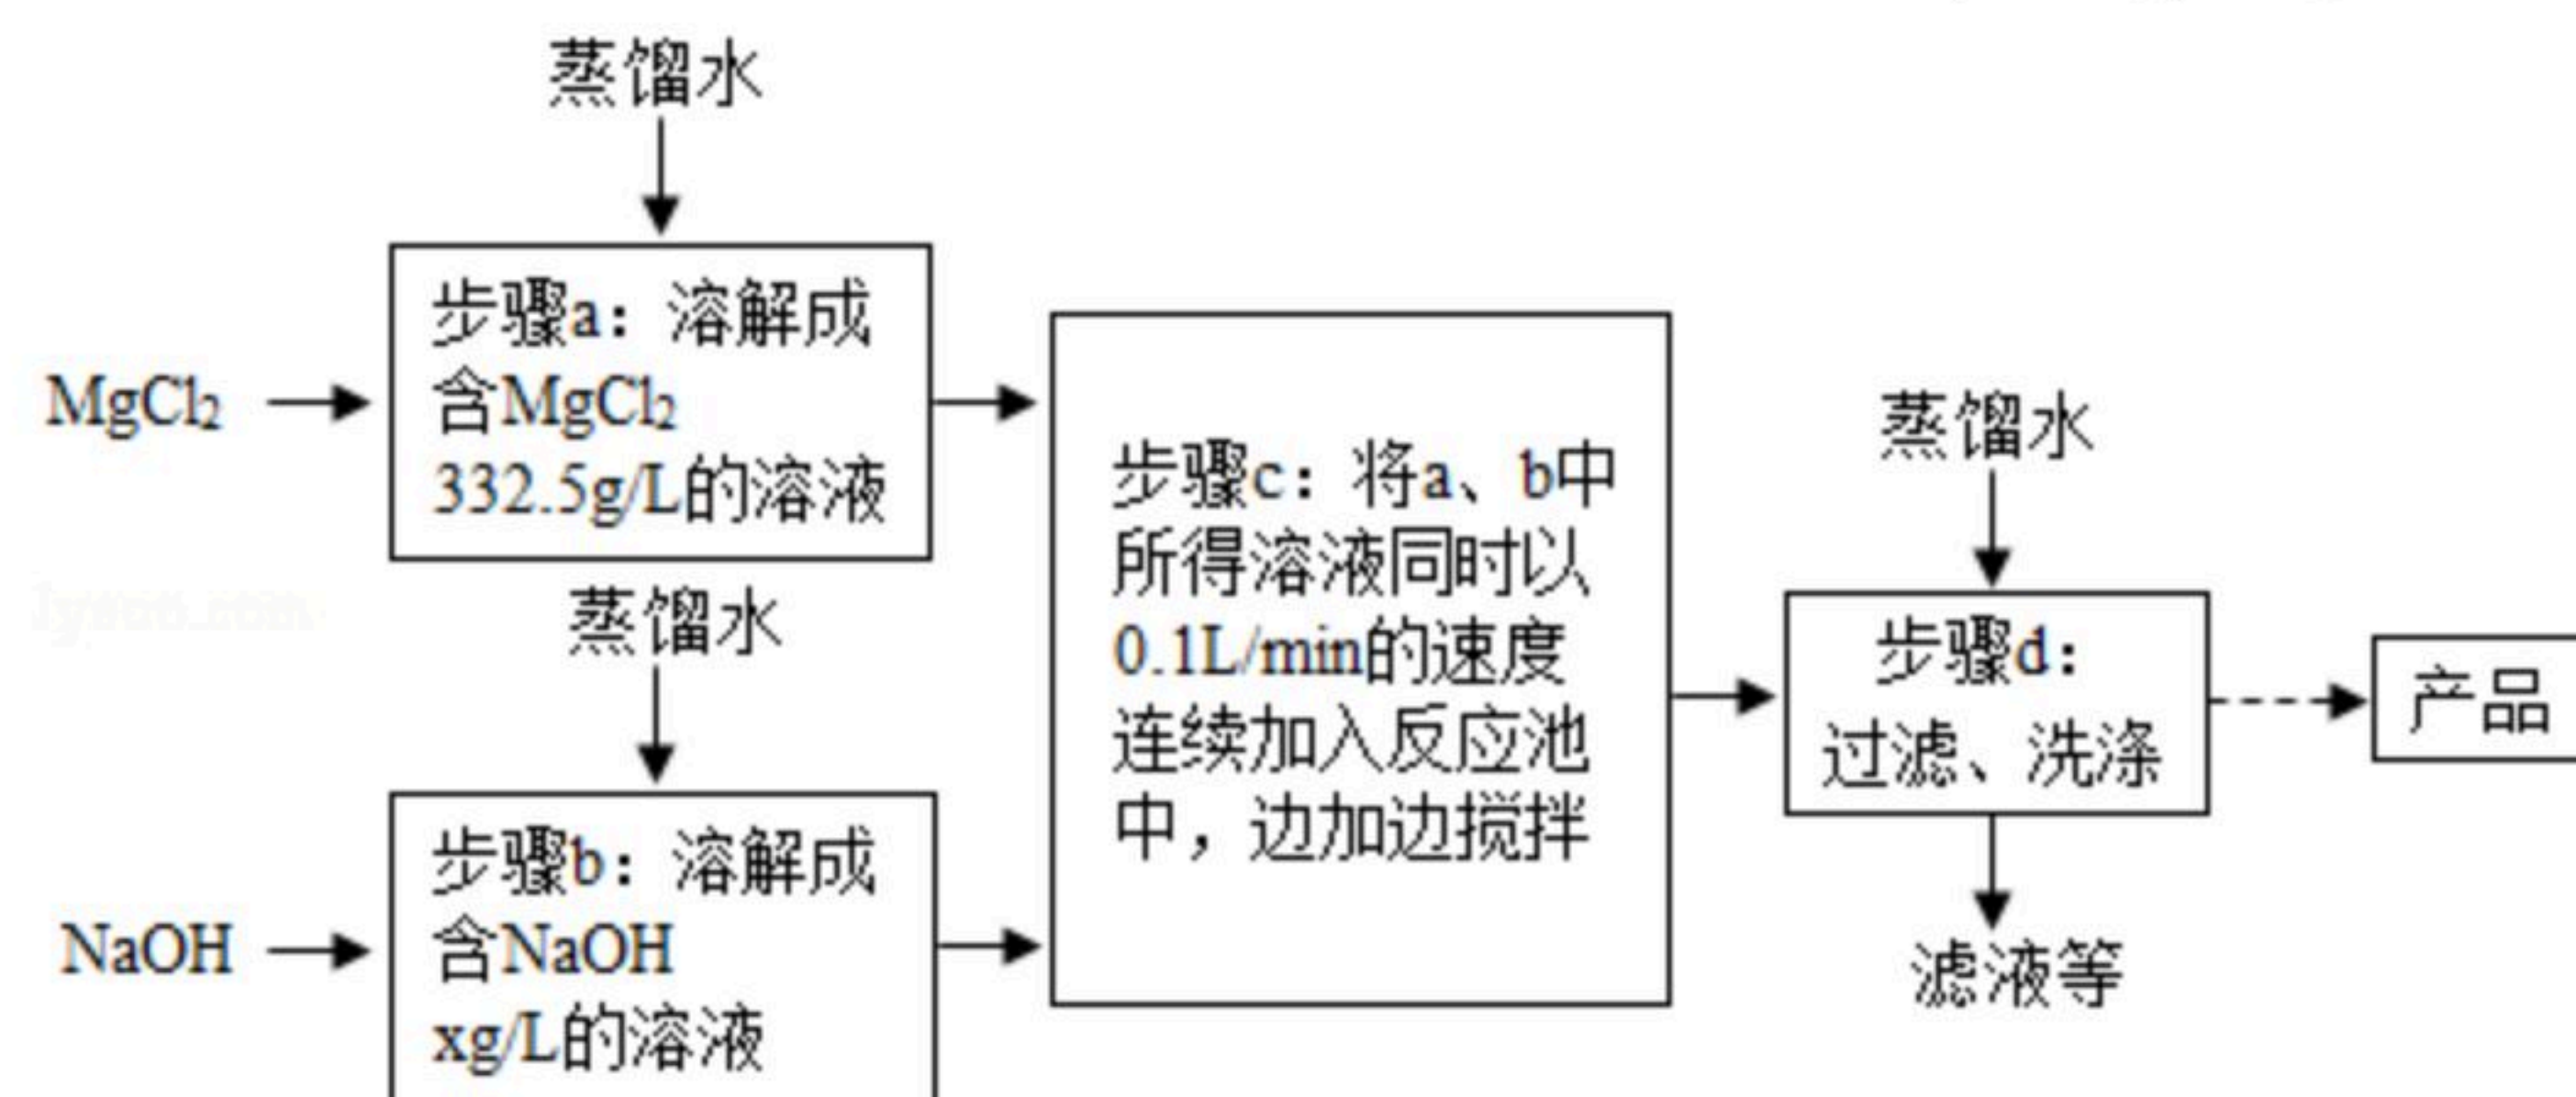 蒸馏水
步骤a：溶解成
含MgCl₂
332.5g/L的溶液
MgCl₂
蒸馏水
步骤b：溶解成
含NaOH
xg/L的溶液
NaOH
步骤c：将a、b中
所得溶液同时以
0.1L/min的速度
连续加入反应池
中，边加边搅拌
蒸馏水
步骤d：
过滤、洗涤
滤液等
产品